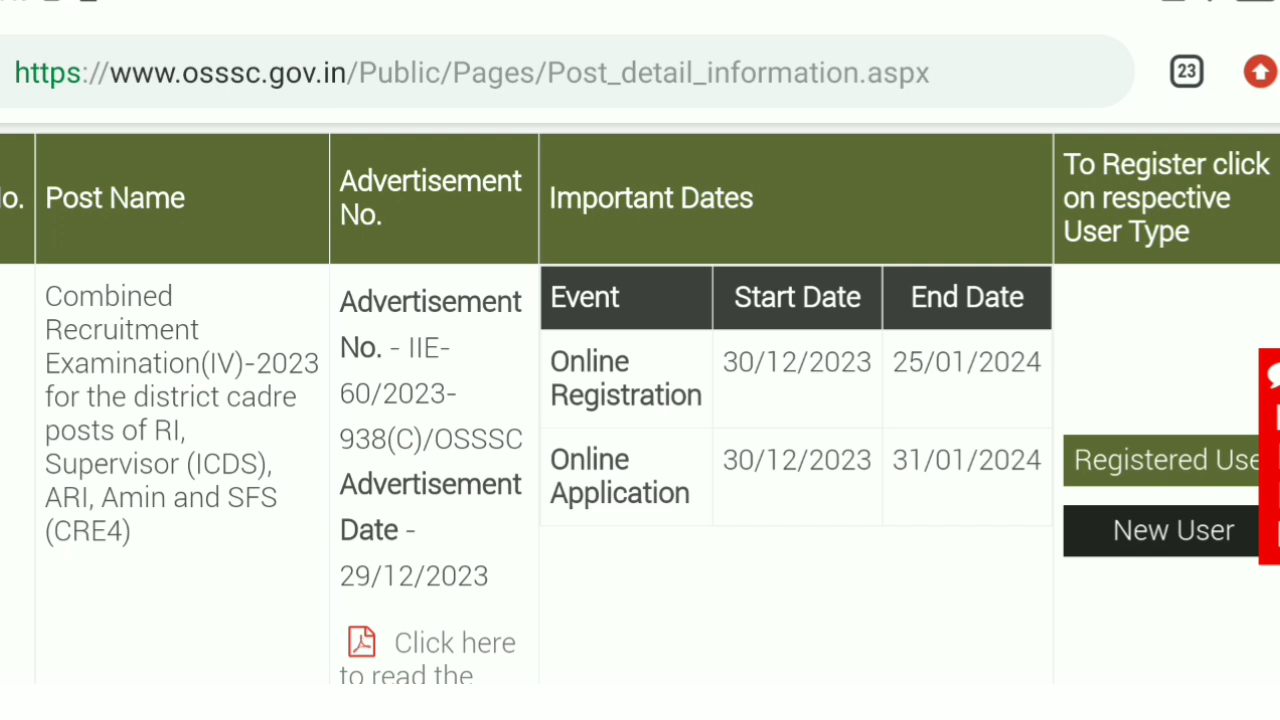 https://www.osssc.gov.in/Public/Pages/Post_detail_information.aspx
23
Post Name
Advertisement
No.
Important Dates
To Register click
on respective
User Type
Combined
Recruitment
Examination(IV)-2023
for the district cadre
posts of RI,
Supervisor (ICDS),
ARI, Amin and SFS
(CRE4)
Advertisement
No. - IIE-
60/2023-
938(C)/OSSSC
Advertisement
Date -
29/12/2023
Click here
to read the
Event Start Date End Date
Online
Registration
30/12/2023 25/01/2024
Online
Application
30/12/2023 31/01/2024
Registered Use
New User